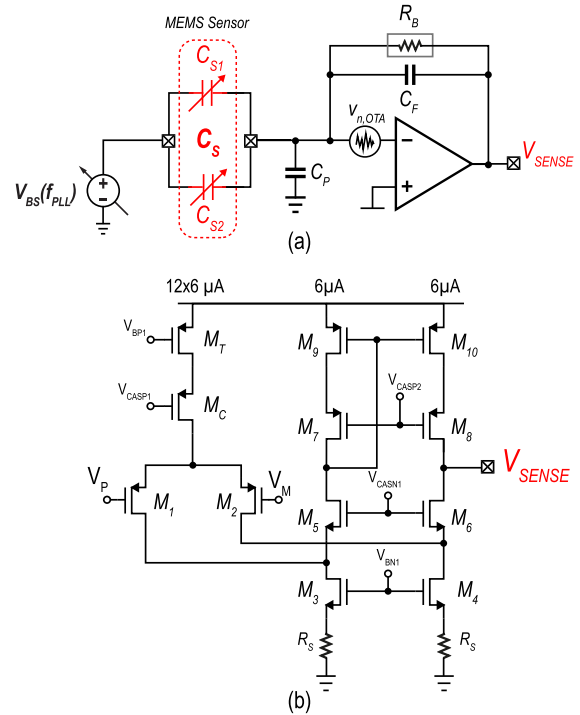 MEMS Sensor
R_B
C_S1
C_F
v_n,OTA
C_S
−
V_SENSE
+
−
V_BS(f_PLL)
C_P
+
C_S2
(a)
12x6 µA
6µA
6µA
V_BP1
M_T
M_9
M_10
V_CASP1
M_C
V_CASP2
M_7
M_8
V_P
V_M
V_SENSE
M_1
M_2
V_CASN1
M_5
M_6
V_BN1
M_3
M_4
R_S
R_S
(b)